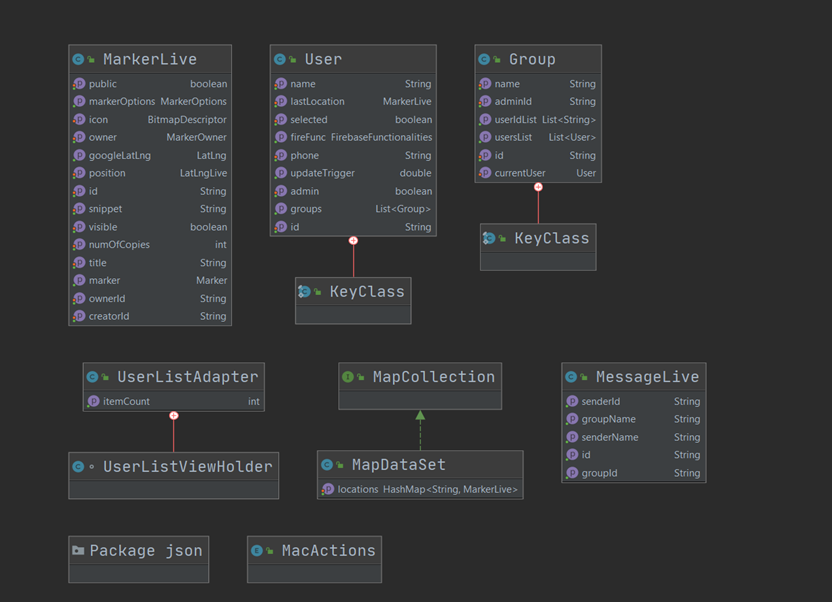 MarkerLive
public boolean
markerOptions MarkerOptions
icon BitmapDescriptor
owner MarkerOwner
googleLatLng LatLng
position LatLngLive
id String
snippet String
visible boolean
numOfCopies int
title String
marker Marker
ownerId String
creatorId String
User
name String
lastLocation MarkerLive
selected boolean
fireFunc FirebaseFunctionalities
phone String
updateTrigger double
admin boolean
groups List<Group>
id String
KeyClass
Group
name String
adminId String
userIdList List<String>
usersList List<User>
id String
currentUser User
KeyClass
UserListAdapter
itemCount int
UserListViewHolder
MapCollection
MapDataSet
locations HashMap<String, MarkerLive>
MessageLive
senderId String
groupName String
senderName String
id String
groupId String
Package json
MacActions